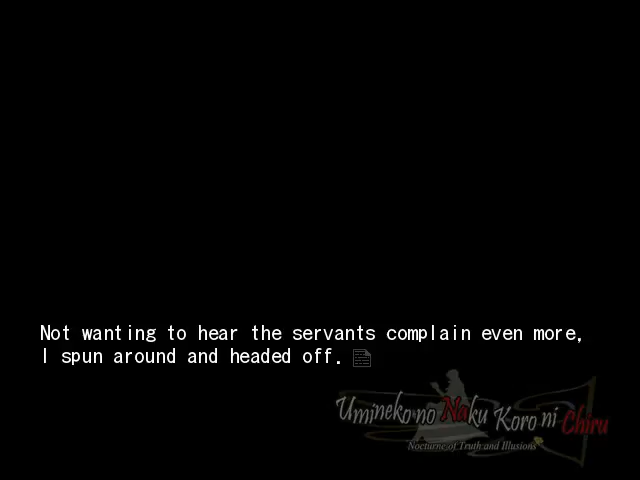 Not wanting to hear the servants complain even more,
I spun around and headed off.
Umineko no Naku Koro ni Chiru
Nocturne of Truth and Illusions